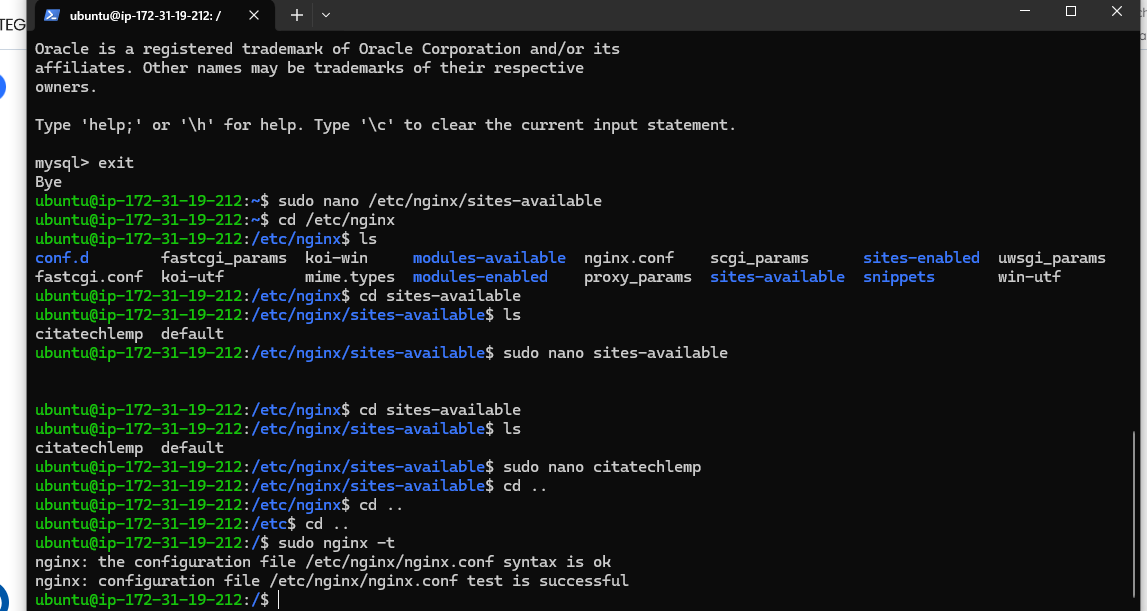 TEG
ubuntu@ip-172-31-19-212: /
Oracle is a registered trademark of Oracle Corporation and/or its
affiliates. Other names may be trademarks of their respective
owners.
Type 'help;' or '\h' for help. Type '\c' to clear the current input statement.
mysql> exit
Bye
ubuntu@ip-172-31-19-212:~$ sudo nano /etc/nginx/sites-available
ubuntu@ip-172-31-19-212:~$ cd /etc/nginx
ubuntu@ip-172-31-19-212:/etc/nginx$ ls
conf.d fastcgi_params koi-win modules-available nginx.conf scgi_params sites-enabled uwsgi_params
fastcgi.conf koi-utf mime.types modules-enabled proxy_params sites-available snippets win-utf
ubuntu@ip-172-31-19-212:/etc/nginx$ cd sites-available
ubuntu@ip-172-31-19-212:/etc/nginx/sites-available$ ls
citatechlemp default
ubuntu@ip-172-31-19-212:/etc/nginx/sites-available$ sudo nano sites-available
ubuntu@ip-172-31-19-212:/etc/nginx$ cd sites-available
ubuntu@ip-172-31-19-212:/etc/nginx/sites-available$ ls
citatechlemp default
ubuntu@ip-172-31-19-212:/etc/nginx/sites-available$ sudo nano citatechlemp
ubuntu@ip-172-31-19-212:/etc/nginx/sites-available$ cd ..
ubuntu@ip-172-31-19-212:/etc/nginx$ cd ..
ubuntu@ip-172-31-19-212:/etc$ cd ..
ubuntu@ip-172-31-19-212:/$ sudo nginx -t
nginx: the configuration file /etc/nginx/nginx.conf syntax is ok
nginx: configuration file /etc/nginx/nginx.conf test is successful
ubuntu@ip-172-31-19-212:/$